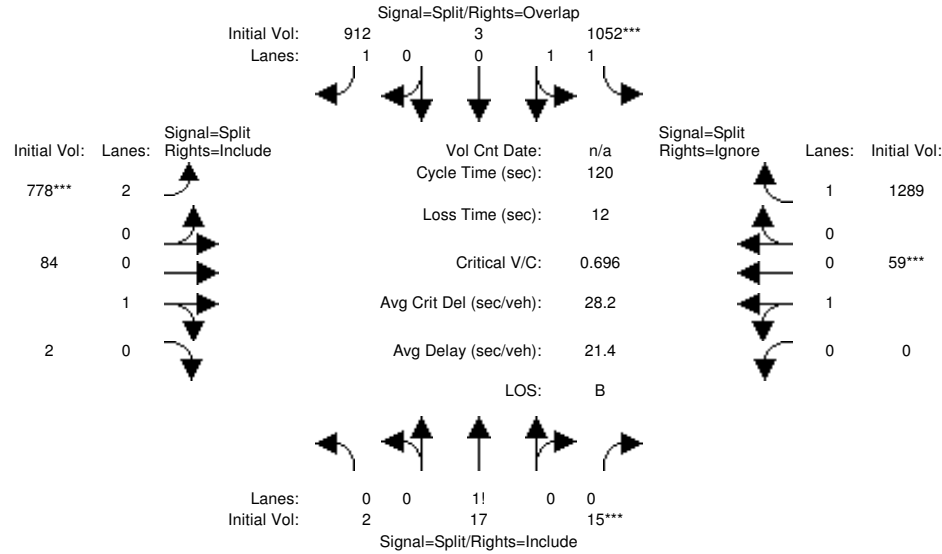 Signal=Split/Rights=Overlap
Initial Vol: 912 3 1052***
Lanes: 1 0 0 1 1
Signal=Split
Rights=Include
Signal=Split
Rights=Ignore
Initial Vol: Lanes: Vol Cnt Date: n/a Lanes: Initial Vol:
Cycle Time (sec): 120
778*** 2 1 1289
Loss Time (sec): 12
0 0
84 0 Critical V/C: 0.696 0 59***
1 Avg Crit Del (sec/veh): 28.2 1
2 0 Avg Delay (sec/veh): 21.4 0 0
LOS: B
Lanes: 0 0 1! 0 0
Initial Vol: 2 17 15***
Signal=Split/Rights=Include